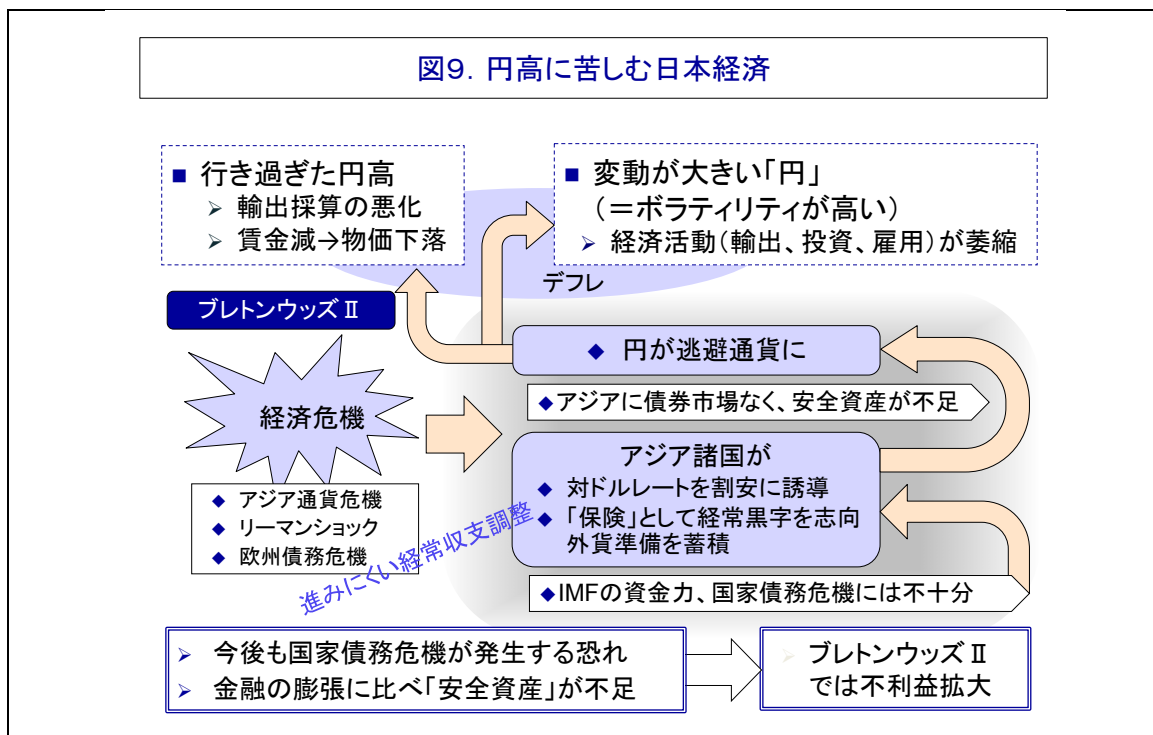 図9．円高に苦しむ日本経済
■ 行き過ぎた円高
➢ 輸出採算の悪化
➢ 賃金減→物価下落
■ 変動が大きい「円」
（＝ボラティリティが高い）
➢ 経済活動（輸出、投資、雇用）が萎縮
デフレ
ブレトンウッズⅡ
◆ 円が逃避通貨に
◆アジアに債券市場なく、安全資産が不足
経済危機
アジア諸国が
◆ 対ドルレートを割安に誘導
◆ 「保険」として経常黒字を志向
外貨準備を蓄積
◆ アジア通貨危機
◆ リーマンショック
◆ 欧州債務危機
進みにくい経常収支調整
◆IMFの資金力、国家債務危機には不十分
➢ 今後も国家債務危機が発生する恐れ
➢ 金融の膨張に比べ「安全資産」が不足
➢ ブレトンウッズⅡ
では不利益拡大